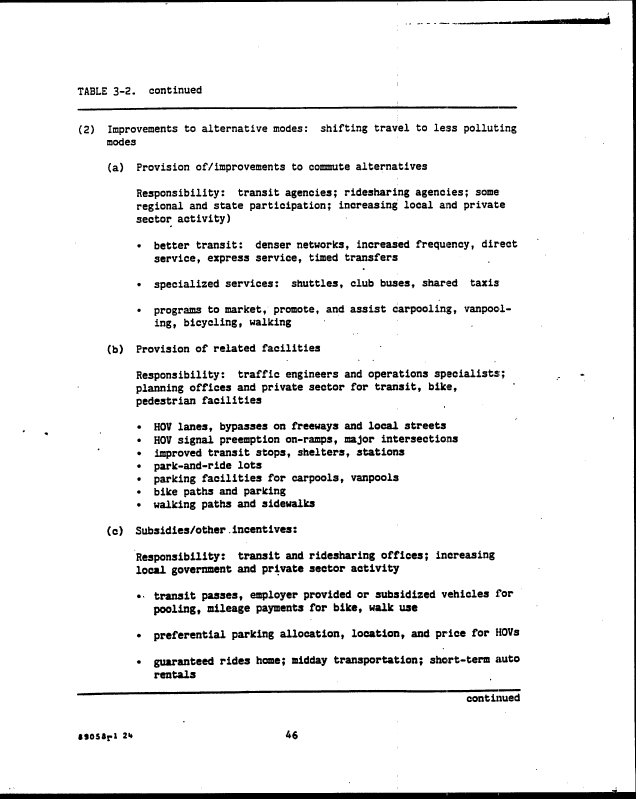 TABLE 3-2. continued
(2) Improvements to alternative modes: shifting travel to less polluting
modes
(a) Provision of/improvements to commute alternatives
Responsibility: transit agencies; ridesharing agencies; some
regional and state participation; increasing local and private
sector activity)
• better transit: denser networks, increased frequency, direct
service, express service, timed transfers
• specialized services: shuttles, club buses, shared taxis
• programs to market, promote, and assist carpooling, vanpool-
ing, bicycling, walking
(b) Provision of related facilities
Responsibility: traffic engineers and operations specialists;
planning offices and private sector for transit, bike,
pedestrian facilities
• HOV lanes, bypasses on freeways and local streets
• HOV signal preemption on-ramps, major intersections
• improved transit stops, shelters, stations
• park-and-ride lots
• parking facilities for carpools, vanpools
• bike paths and parking
• walking paths and sidewalks
(c) Subsidies/other incentives:
Responsibility: transit and ridesharing offices; increasing
local government and private sector activity
• transit passes, employer provided or subsidized vehicles for
pooling, mileage payments for bike, walk use
• preferential parking allocation, location, and price for HOVs
• guaranteed rides home; midday transportation; short-term auto
rentals
continued
89058r1 24
46